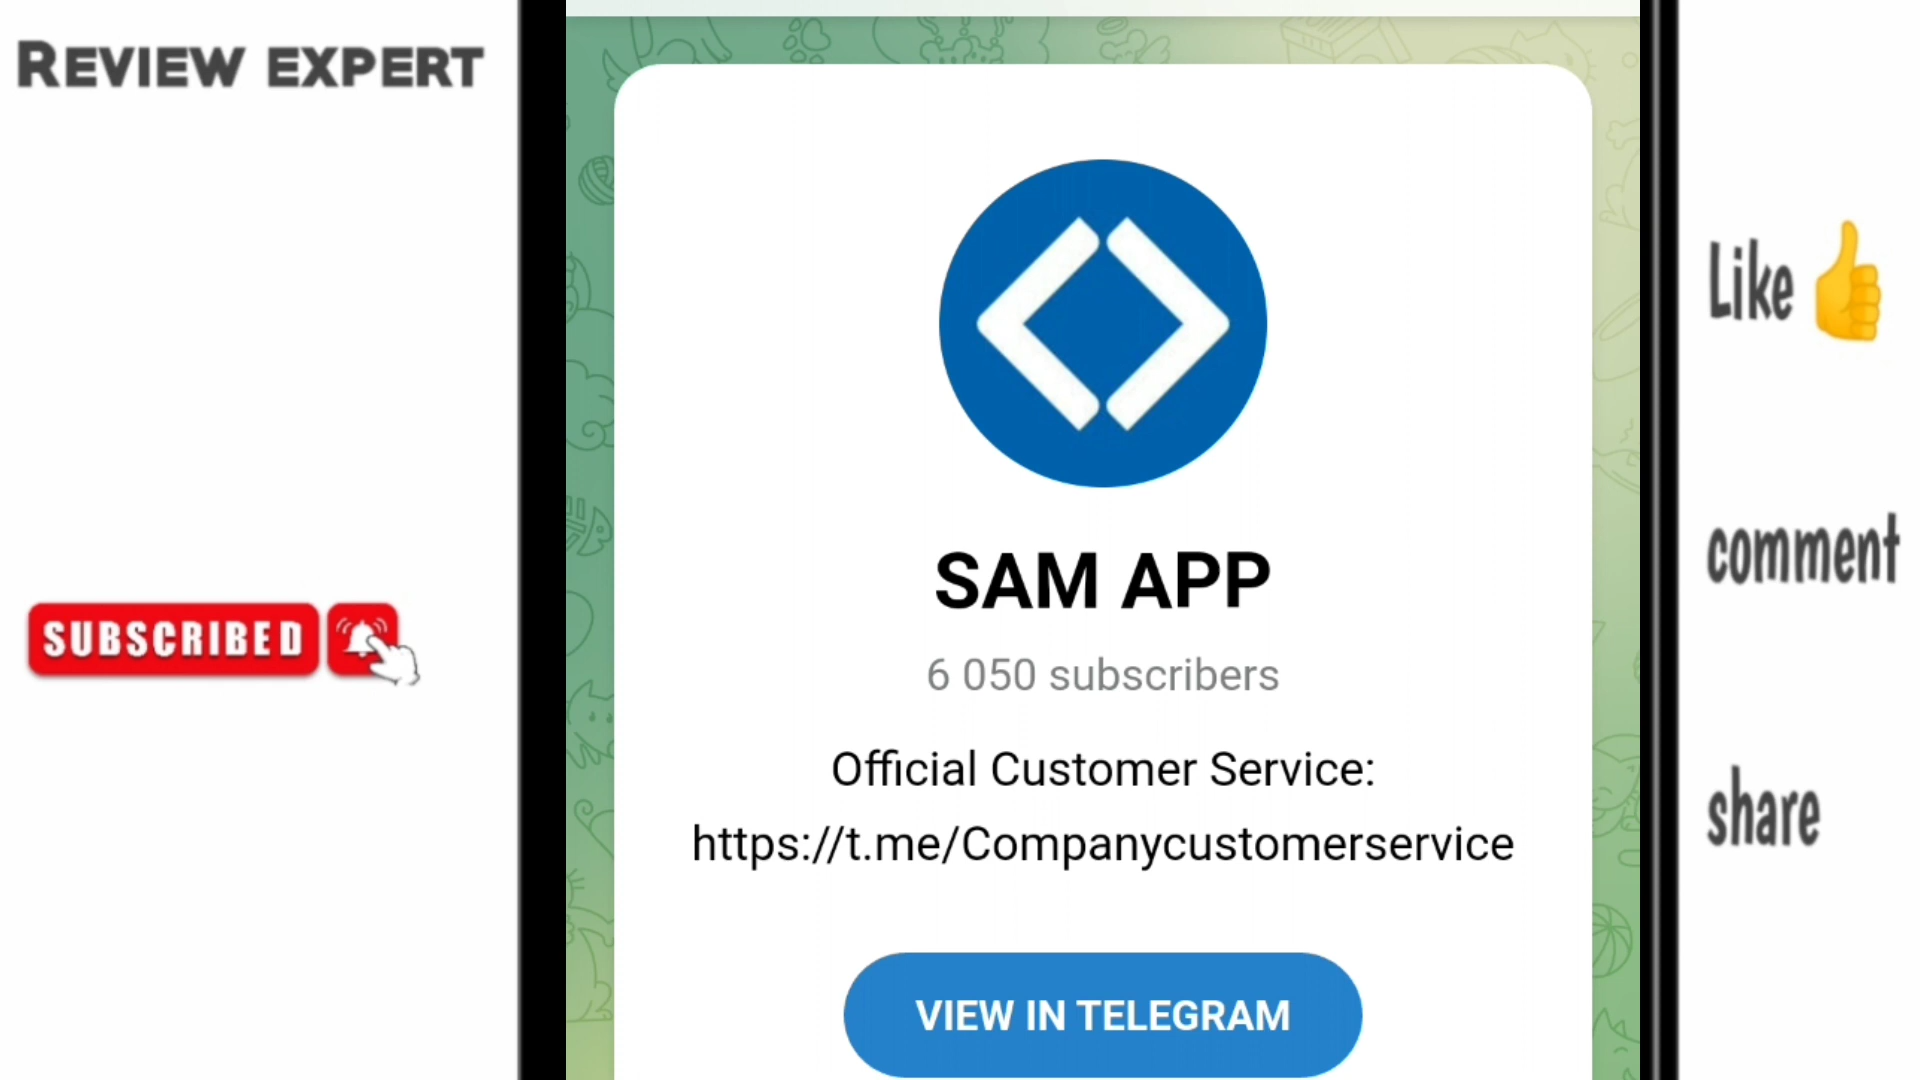 REVIEW EXPERT
SUBSCRIBED
SAM APP
6 050 subscribers
Official Customer Service:
https://t.me/Companycustomerservice
VIEW IN TELEGRAM
Like
comment
share